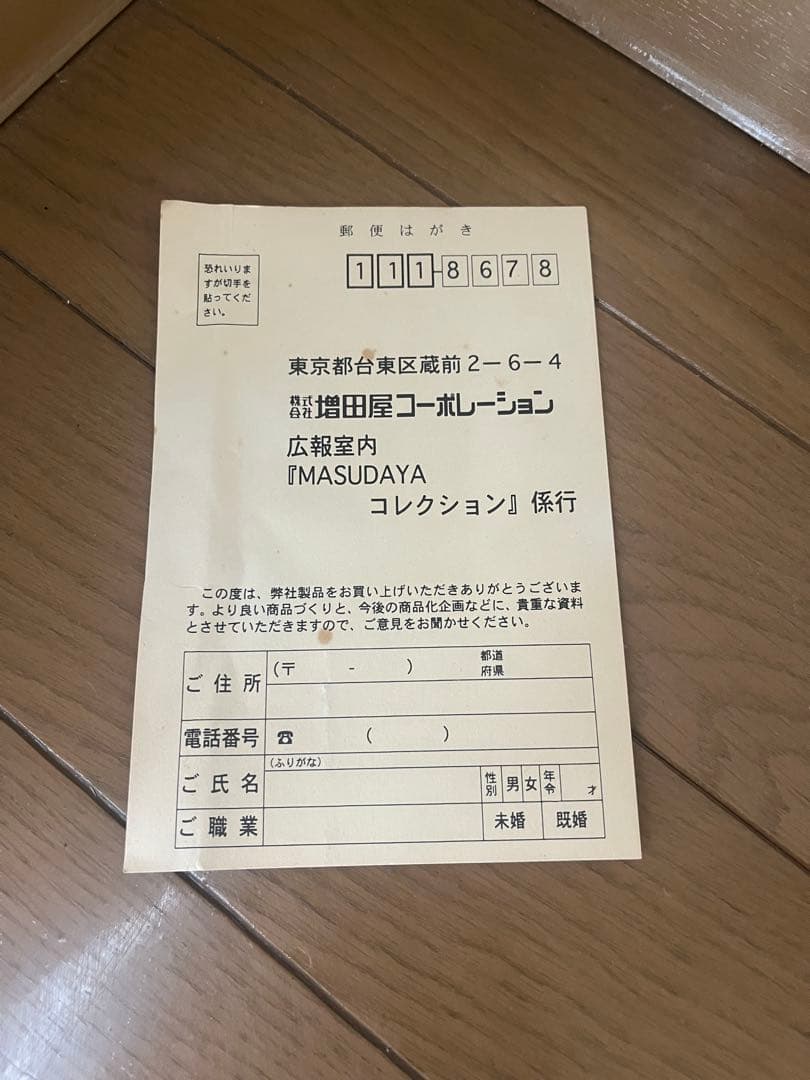 郵便はがき
恐れいりま
すが切手を
貼ってくだ
さい。
111-8678
東京都台東区蔵前2-6-4
株式会社増田屋コーポレーション
広報室内
『MASUDAYA
コレクション』係行
この度は、弊社製品をお買い上げいただきありがとうございま
す。より良い商品づくりと、今後の商品化企画などに、貴重な資料
とさせていただきますので、ご意見をお聞かせください。
ご住所 (〒 - ) 都道府県
電話番号 ☎ ( )
(ふりがな)
ご氏名 性別 男 女 年令 才
ご職業 未婚 既婚